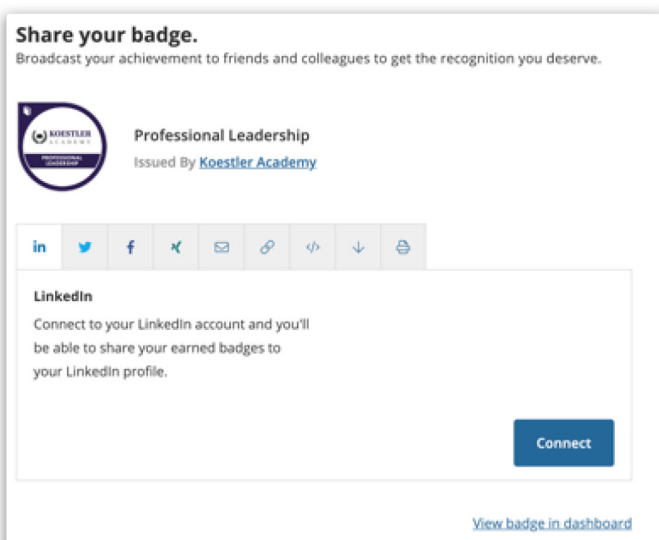 Share your badge.
Broadcast your achievement to friends and colleagues to get the recognition you deserve.
KOESTLER
ACADEMY
PROFESSIONAL
LEADERSHIP
Professional Leadership
Issued By Koestler Academy
in
f
</>
LinkedIn
Connect to your LinkedIn account and you'll
be able to share your earned badges to
your LinkedIn profile.
Connect
View badge in dashboard